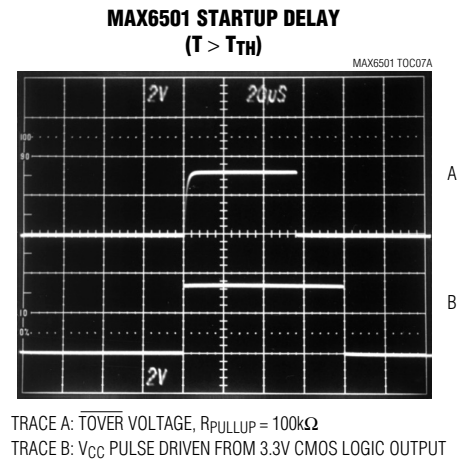 MAX6501 STARTUP DELAY
(T > TTH)
MAX6501 TOC07A
2V 20uS
100
90
A
B
10
0%
2V
TRACE A: TOVER VOLTAGE, RPULLUP = 100kΩ
TRACE B: VCC PULSE DRIVEN FROM 3.3V CMOS LOGIC OUTPUT